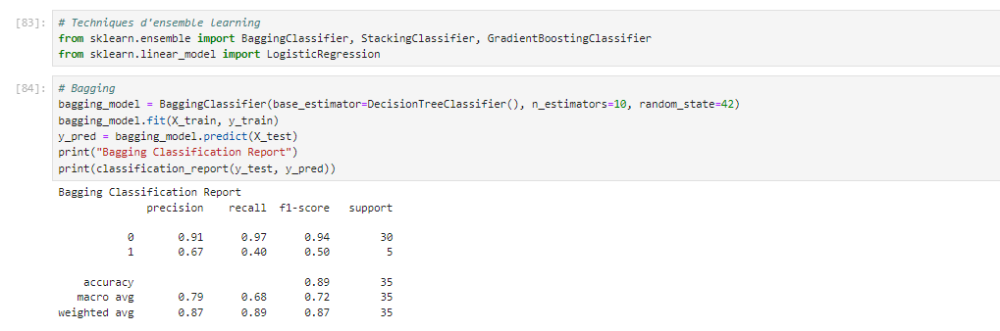 [83]: # Techniques d'ensemble learning
from sklearn.ensemble import BaggingClassifier, StackingClassifier, GradientBoostingClassifier
from sklearn.linear_model import LogisticRegression
[84]: # Bagging
bagging_model = BaggingClassifier(base_estimator=DecisionTreeClassifier(), n_estimators=10, random_state=42)
bagging_model.fit(X_train, y_train)
y_pred = bagging_model.predict(X_test)
print("Bagging Classification Report")
print(classification_report(y_test, y_pred))
Bagging Classification Report
precision recall f1-score support
0 0.91 0.97 0.94 30
1 0.67 0.40 0.50 5
accuracy 0.89 35
macro avg 0.79 0.68 0.72 35
weighted avg 0.87 0.89 0.87 35